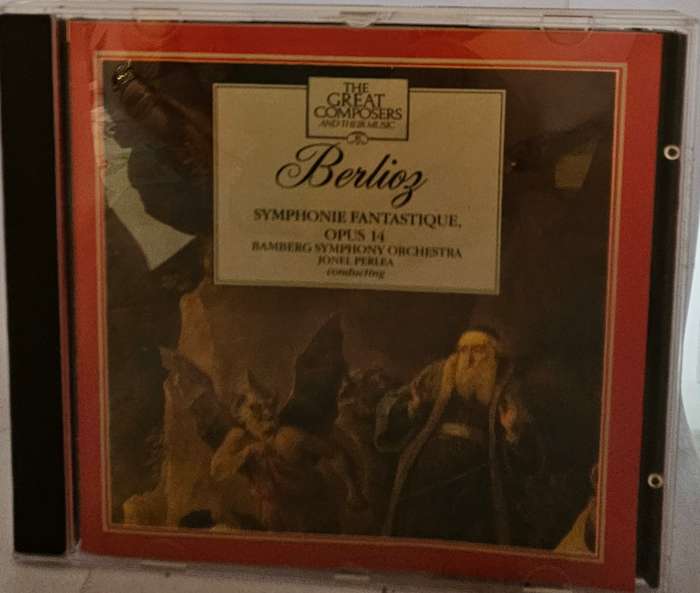 THE
GREAT
COMPOSERS
AND THEIR MUSIC
Berlioz
SYMPHONIE FANTASTIQUE,
OPUS 14
BAMBERG SYMPHONY ORCHESTRA
JONEL PERLEA
conducting